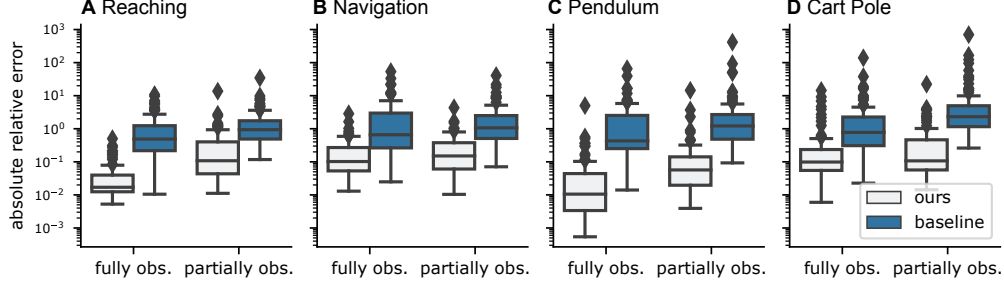 A Reaching
B Navigation
C Pendulum
D Cart Pole
absolute relative error
10³
10²
10¹
10⁰
10⁻¹
10⁻²
10⁻³
fully obs.
partially obs.
fully obs.
partially obs.
fully obs.
partially obs.
fully obs.
partially obs.
ours
baseline